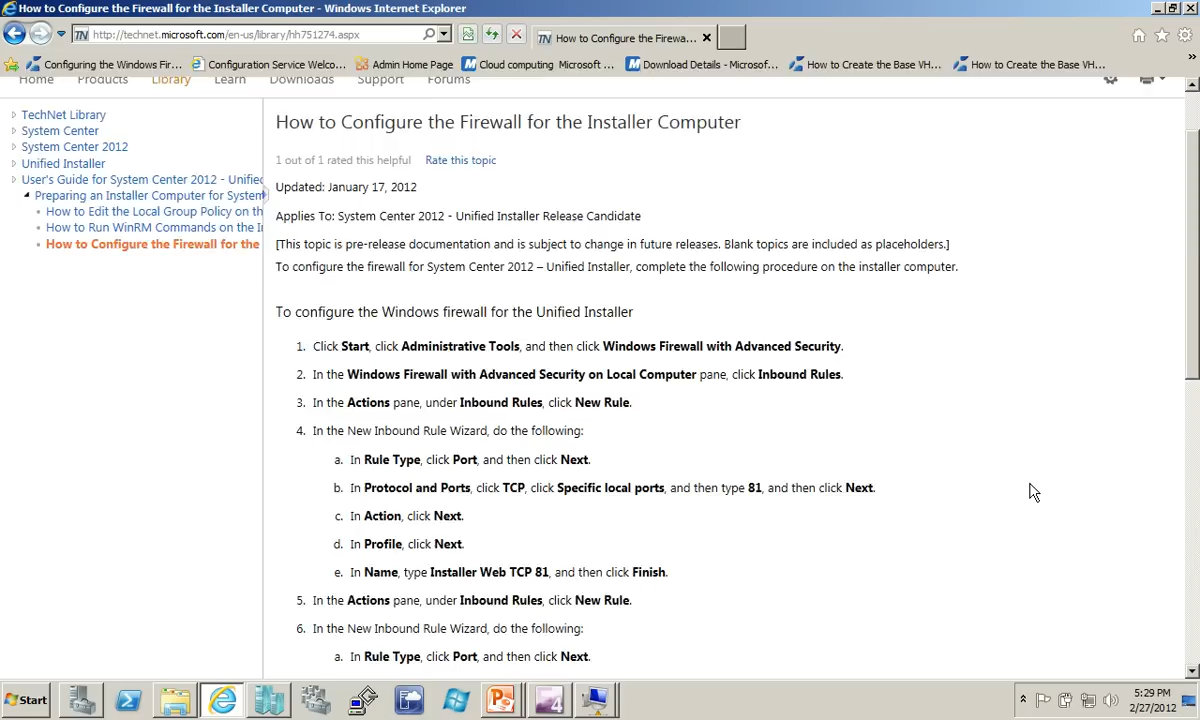 How to Configure the Firewall for the Installer Computer - Windows Internet Explorer
http://technet.microsoft.com/en-us/library/hh751274.aspx
How to Configure the Firewa...
Configuring the Windows Fir... Configuration Service Welco... Admin Home Page Cloud computing Microsoft ... Download Details - Microsof... How to Create the Base VH... How to Create the Base VH...
Home Products Library Learn Downloads Support Forums
TechNet Library
System Center
System Center 2012
Unified Installer
User's Guide for System Center 2012 - Unified
Preparing an Installer Computer for System
How to Edit the Local Group Policy on th
How to Run WinRM Commands on the I
How to Configure the Firewall for the
How to Configure the Firewall for the Installer Computer
1 out of 1 rated this helpful Rate this topic
Updated: January 17, 2012
Applies To: System Center 2012 - Unified Installer Release Candidate
[This topic is pre-release documentation and is subject to change in future releases. Blank topics are included as placeholders.]
To configure the firewall for System Center 2012 – Unified Installer, complete the following procedure on the installer computer.
To configure the Windows firewall for the Unified Installer
1. Click Start, click Administrative Tools, and then click Windows Firewall with Advanced Security.
2. In the Windows Firewall with Advanced Security on Local Computer pane, click Inbound Rules.
3. In the Actions pane, under Inbound Rules, click New Rule.
4. In the New Inbound Rule Wizard, do the following:
a. In Rule Type, click Port, and then click Next.
b. In Protocol and Ports, click TCP, click Specific local ports, and then type 81, and then click Next.
c. In Action, click Next.
d. In Profile, click Next.
e. In Name, type Installer Web TCP 81, and then click Finish.
5. In the Actions pane, under Inbound Rules, click New Rule.
6. In the New Inbound Rule Wizard, do the following:
a. In Rule Type, click Port, and then click Next.
Start
5:29 PM
2/27/2012